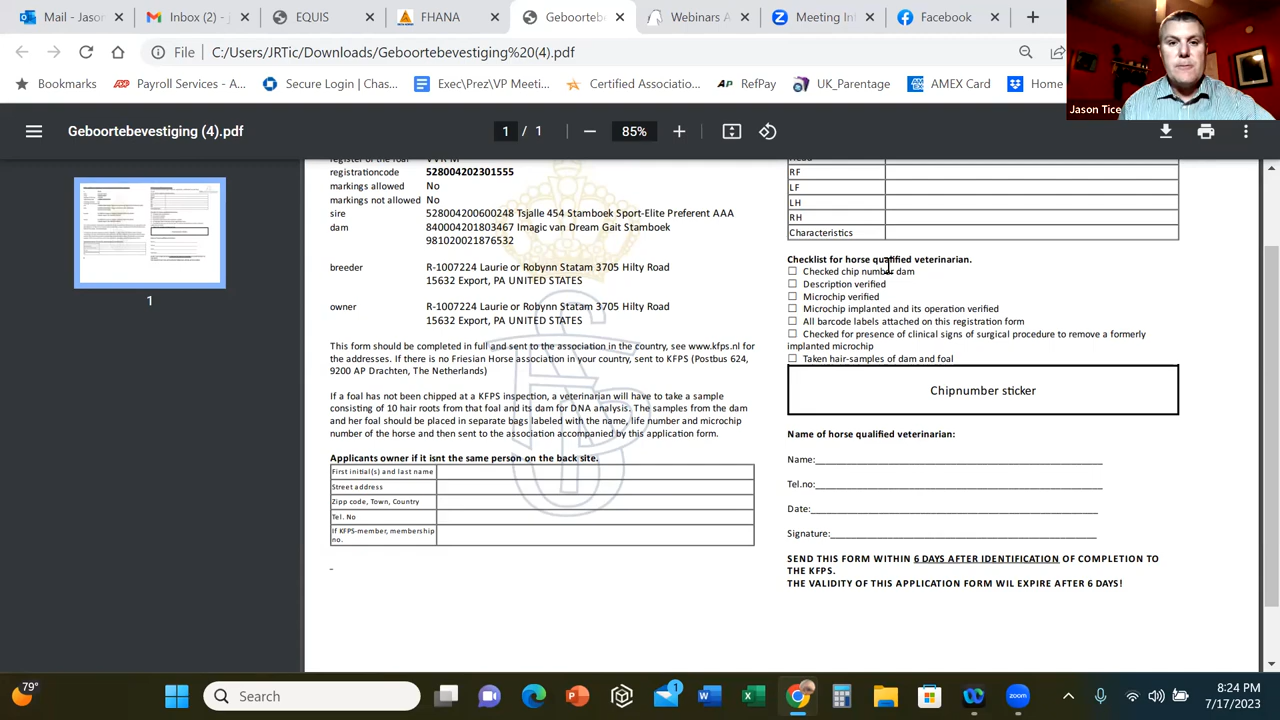 Mail - Jason
Inbox (2) -
EQUIS
FHANA
Geboorteb
Webinars A
Meetings
Facebook
File
C:/Users/JRTic/Downloads/Geboortebevestiging%20(4).pdf
Bookmarks
Payroll Services - A...
Secure Login | Chas...
Exec\Prez/VP Meeti...
Certified Associatio...
RefPay
UK_Parentage
AMEX Card
Home
Jason Tice
Geboortebevestiging (4).pdf
1 / 1
85%
1
register of the foal
registrationcode 528004202301555
markings allowed No
markings not allowed No
sire 528004200600248 Tsjalle 454 Stamboek Sport-Elite Preferent AAA
dam 840004201303467 Image van Dream Gait Stamboek
981020021876532
breeder R-1007224 Laurie or Robynn Statam 3705 Hilty Road
15632 Export, PA UNITED STATES
owner R-1007224 Laurie or Robynn Statam 3705 Hilty Road
15632 Export, PA UNITED STATES
This form should be completed in full and sent to the association in the country, see www.kfps.nl for
the addresses. If there is no Friesian Horse association in your country, sent to KFPS (Postbus 624,
9200 AP Drachten, The Netherlands)
If a foal has not been chipped at a KFPS inspection, a veterinarian will have to take a sample
consisting of 10 hair roots from that foal and its dam for DNA analysis. The samples from the dam
and her foal should be placed in separate bags labeled with the name, life number and microchip
number of the horse and then sent to the association accompanied by this application form.
Applicants owner if it isnt the same person on the back site.
First initial(s) and last name
Street address
Zipp code, Town, Country
Tel. No
If KFPS-member, membership
no.
Head
RF
LF
LH
RH
Characteristics
Checklist for horse qualified veterinarian.
☐ Checked chip number dam
☐ Description verified
☐ Microchip verified
☐ Microchip implanted and its operation verified
☐ All barcode labels attached on this registration form
☐ Checked for presence of clinical signs of surgical procedure to remove a formerly
implanted microchip
☐ Taken hair-samples of dam and foal
Chipnumber sticker
Name of horse qualified veterinarian:
Name:
Tel.no:
Date:
Signature:
SEND THIS FORM WITHIN 6 DAYS AFTER IDENTIFICATION OF COMPLETION TO
THE KFPS.
THE VALIDITY OF THIS APPLICATION FORM WIL EXPIRE AFTER 6 DAYS!
79°
Search
1
zoom
8:24 PM
7/17/2023